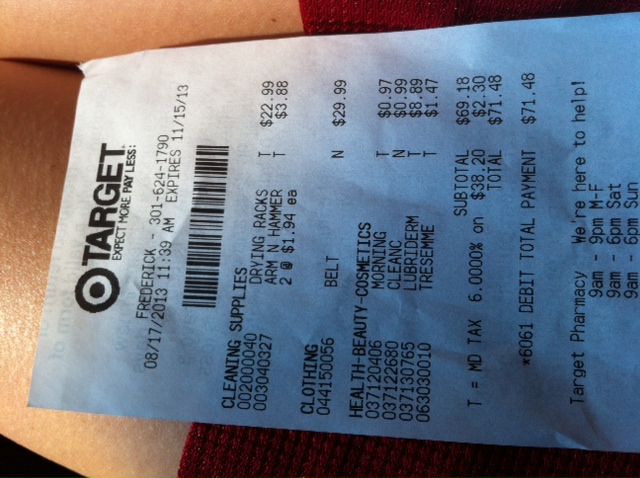 TARGET
EXPECT MORE PAY LESS:
FREDERICK - 301-624-1790
08/17/2013 11:39 AM EXPIRES 11/15/13
CLEANING SUPPLIES
002000040 DRYING RACKS T $22.99
003040327 ARM N HAMMER T $3.88
2 @ $1.94 ea
CLOTHING
044150056 BELT N $29.99
HEALTH-BEAUTY-COSMETICS
037120406 MORNING T $0.97
037122680 CLEANC N $0.99
037130765 LUBRIDERM T $8.89
063030010 TRESEMME T $1.47
SUBTOTAL $69.18
T = MD TAX 6.0000% on $38.20 $2.30
TOTAL $71.48
*6061 DEBIT TOTAL PAYMENT $71.48
Target Pharmacy We're here to help!
9am - 9pm M-F
9am - 6pm Sat
9am - 6pm Sun